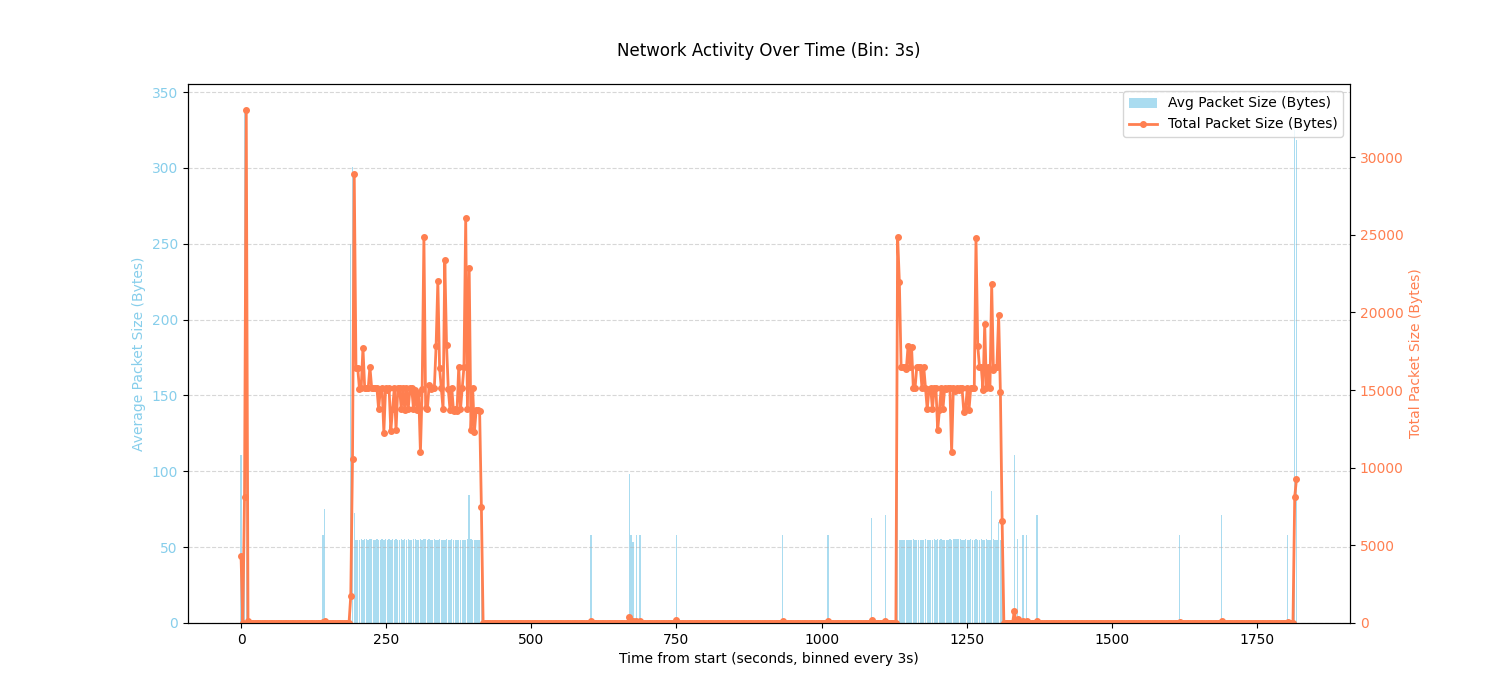 Network Activity Over Time (Bin: 3s)
Avg Packet Size (Bytes)
Total Packet Size (Bytes)
Average Packet Size (Bytes)
350
300
250
200
150
100
50
0
Total Packet Size (Bytes)
30000
25000
20000
15000
10000
5000
0
0 250 500 750 1000 1250 1500 1750
Time from start (seconds, binned every 3s)